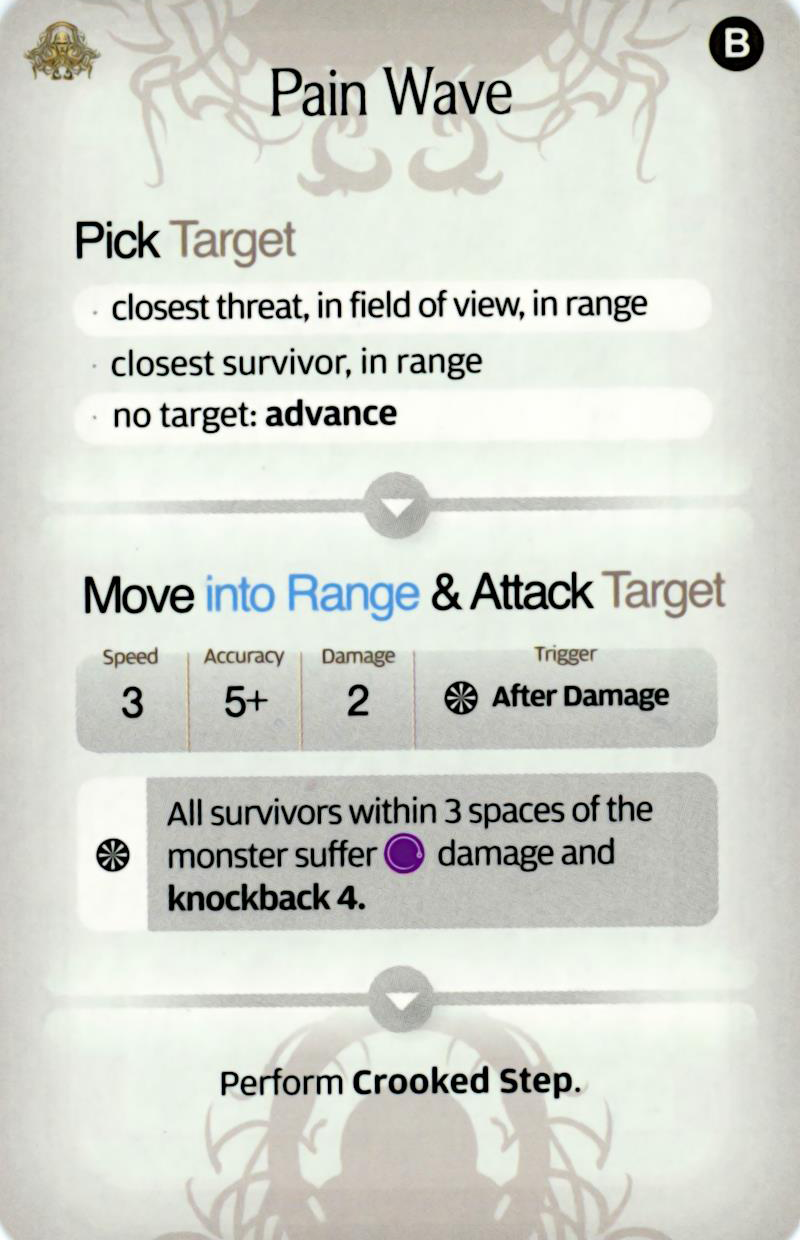 B
Pain Wave
Pick Target
· closest threat, in field of view, in range
· closest survivor, in range
· no target: advance
Move into Range & Attack Target
Speed Accuracy Damage Trigger
3 5+ 2 After Damage
All survivors within 3 spaces of the
monster suffer damage and
knockback 4.
Perform Crooked Step.